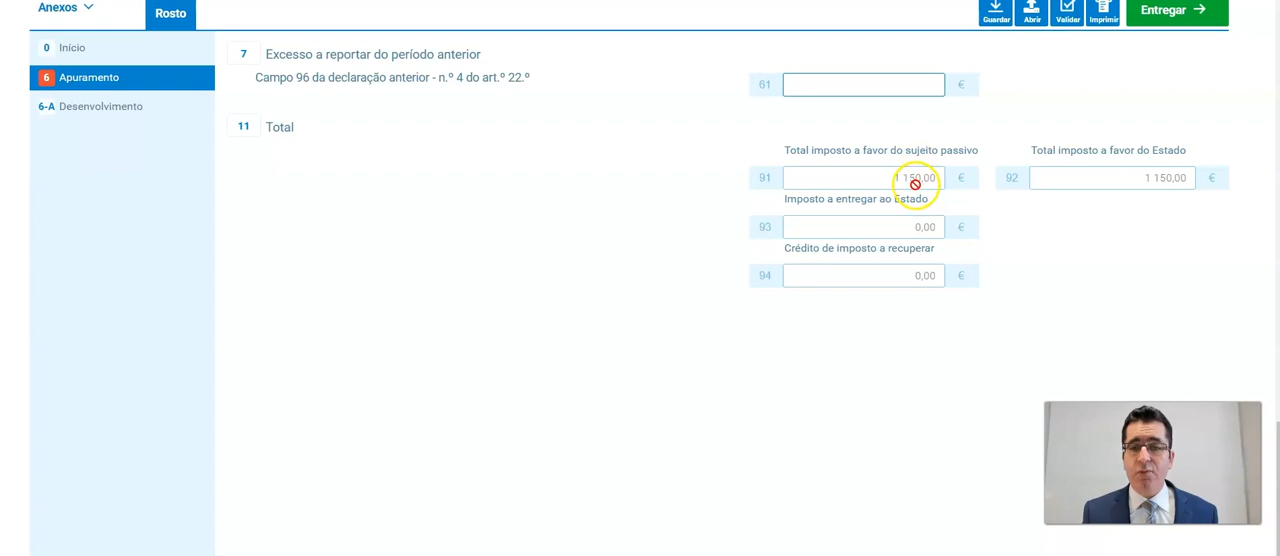 Anexos
Rosto
Guardar
Abrir
Validar
Imprimir
Entregar
0 Início
6 Apuramento
6-A Desenvolvimento
7 Excesso a reportar do período anterior
Campo 96 da declaração anterior - n.º 4 do art.º 22.º
61 €
11 Total
Total imposto a favor do sujeito passivo
Total imposto a favor do Estado
91 1 150,00 €
92 1 150,00 €
Imposto a entregar ao Estado
93 0,00 €
Crédito de imposto a recuperar
94 0,00 €